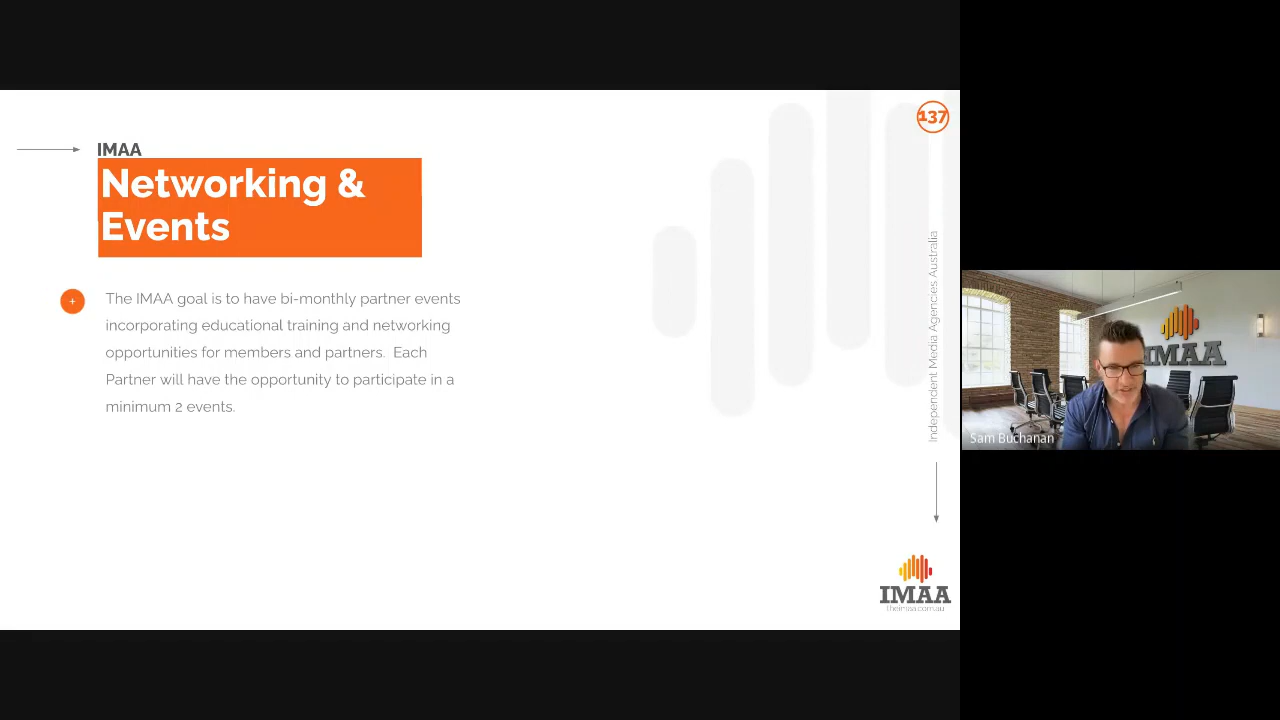 137
IMAA
Networking &
Events
+
The IMAA goal is to have bi-monthly partner events
incorporating educational training and networking
opportunities for members and partners.  Each
Partner will have the opportunity to participate in a
minimum 2 events.
Independent Media Agencies Australia
IMAA
theimaa.com.au
IMAA
Sam Buchanan